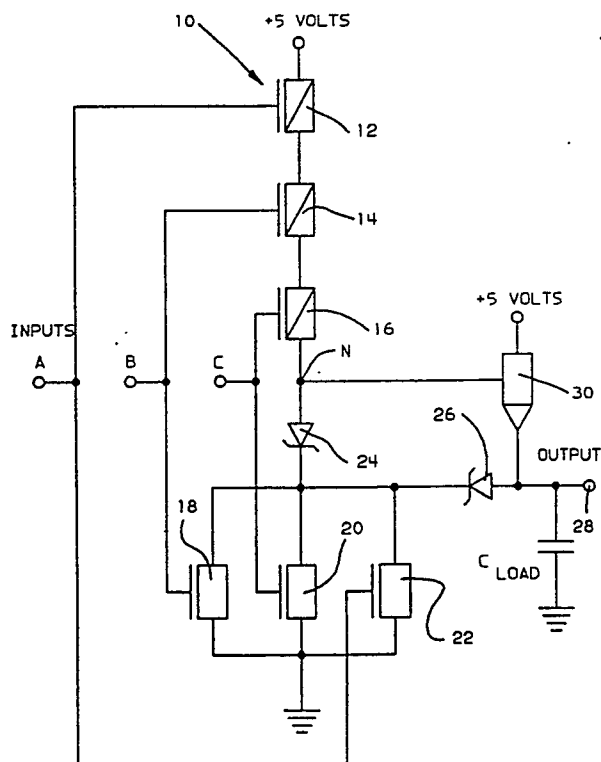 +5 VOLTS
10
12
14
16
+5 VOLTS
INPUTS
A
B
C
N
30
24
26
OUTPUT
28
18
20
22
C LOAD